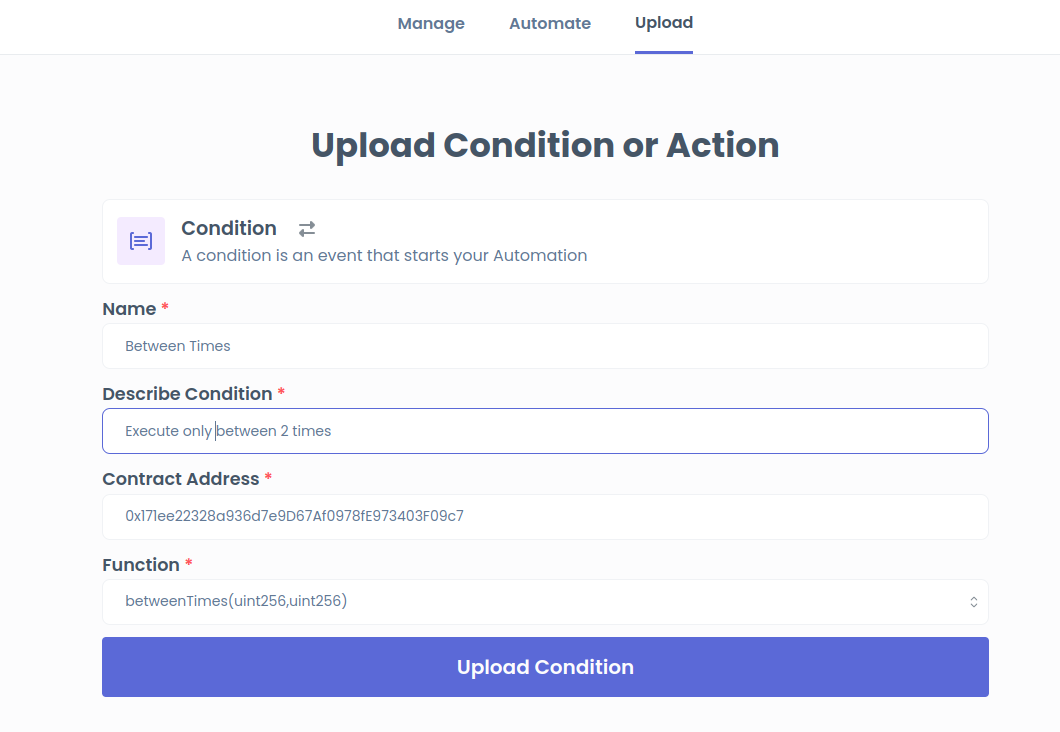 Manage Automate Upload
Upload Condition or Action
Condition
A condition is an event that starts your Automation
Name *
Between Times
Describe Condition *
Execute only between 2 times
Contract Address *
0x171ee22328a936d7e9D67Af0978fE973403F09c7
Function *
betweenTimes(uint256,uint256)
Upload Condition